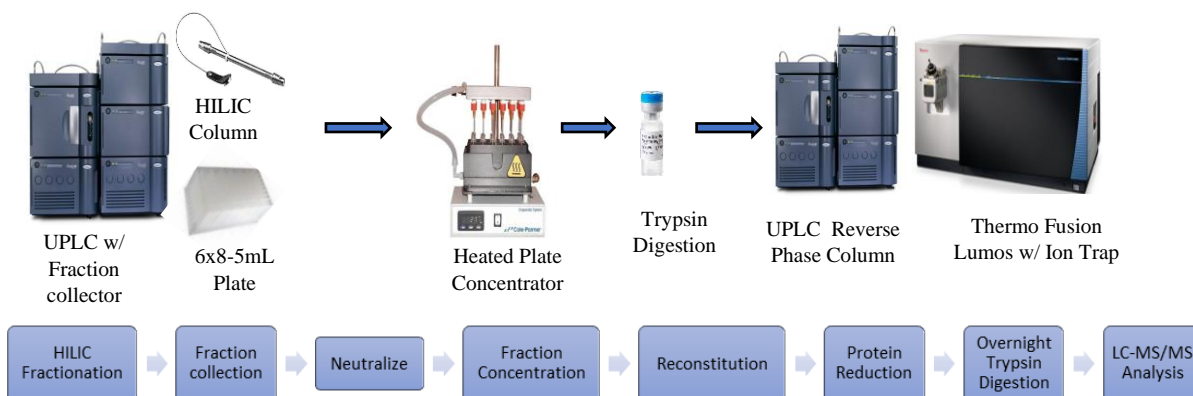 HILIC
Column
UPLC w/
Fraction
collector
6x8-5mL
Plate
Heated Plate
Concentrator
Cole-Parmer
Trypsin
Digestion
UPLC Reverse
Phase Column
Thermo Fusion
Lumos w/ Ion Trap
HILIC
Fractionation
Fraction
collection
Neutralize
Fraction
Concentration
Reconstitution
Protein
Reduction
Overnight
Trypsin
Digestion
LC-MS/MS
Analysis